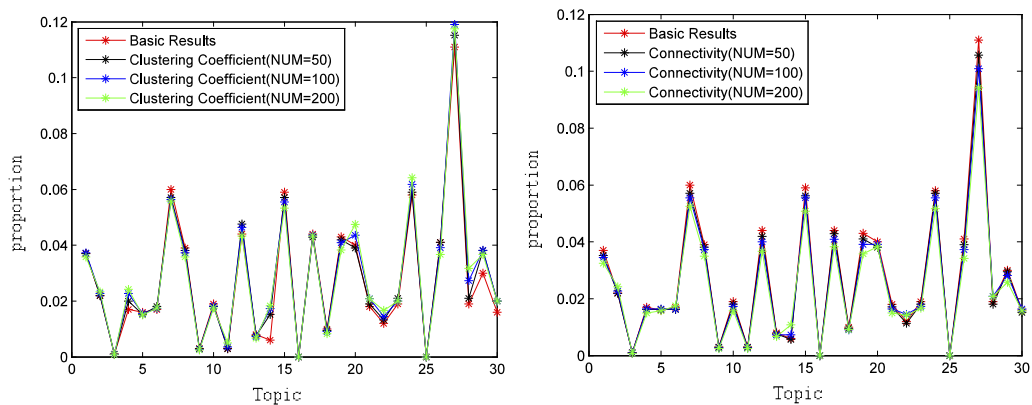 0.12
0.1
0.08
0.06
0.04
0.02
0
proportion
Basic Results
Clustering Coefficient(NUM=50)
Clustering Coefficient(NUM=100)
Clustering Coefficient(NUM=200)
0 5 10 15 20 25 30
Topic
0.12
0.1
0.08
0.06
0.04
0.02
0
proportion
Basic Results
Connectivity(NUM=50)
Connectivity(NUM=100)
Connectivity(NUM=200)
0 5 10 15 20 25 30
Topic